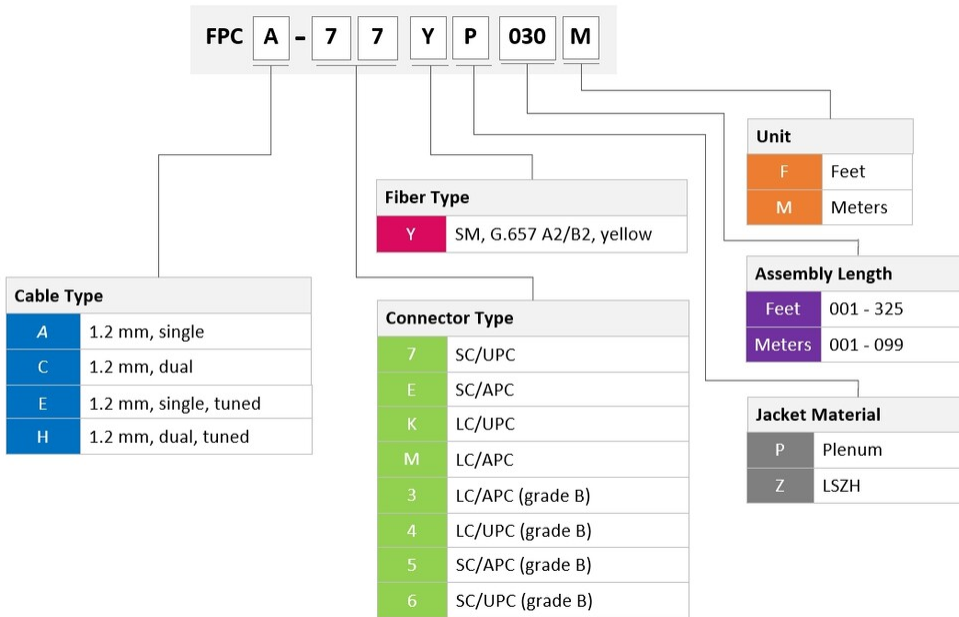 FPC A - 7 7 Y P 030 M
Unit
F Feet
M Meters
Fiber Type
Y SM, G.657 A2/B2, yellow
Assembly Length
Feet 001 - 325
Meters 001 - 099
Cable Type
A 1.2 mm, single
C 1.2 mm, dual
E 1.2 mm, single, tuned
H 1.2 mm, dual, tuned
Connector Type
7 SC/UPC
E SC/APC
K LC/UPC
M LC/APC
3 LC/APC (grade B)
4 LC/UPC (grade B)
5 SC/APC (grade B)
6 SC/UPC (grade B)
Jacket Material
P Plenum
Z LSZH